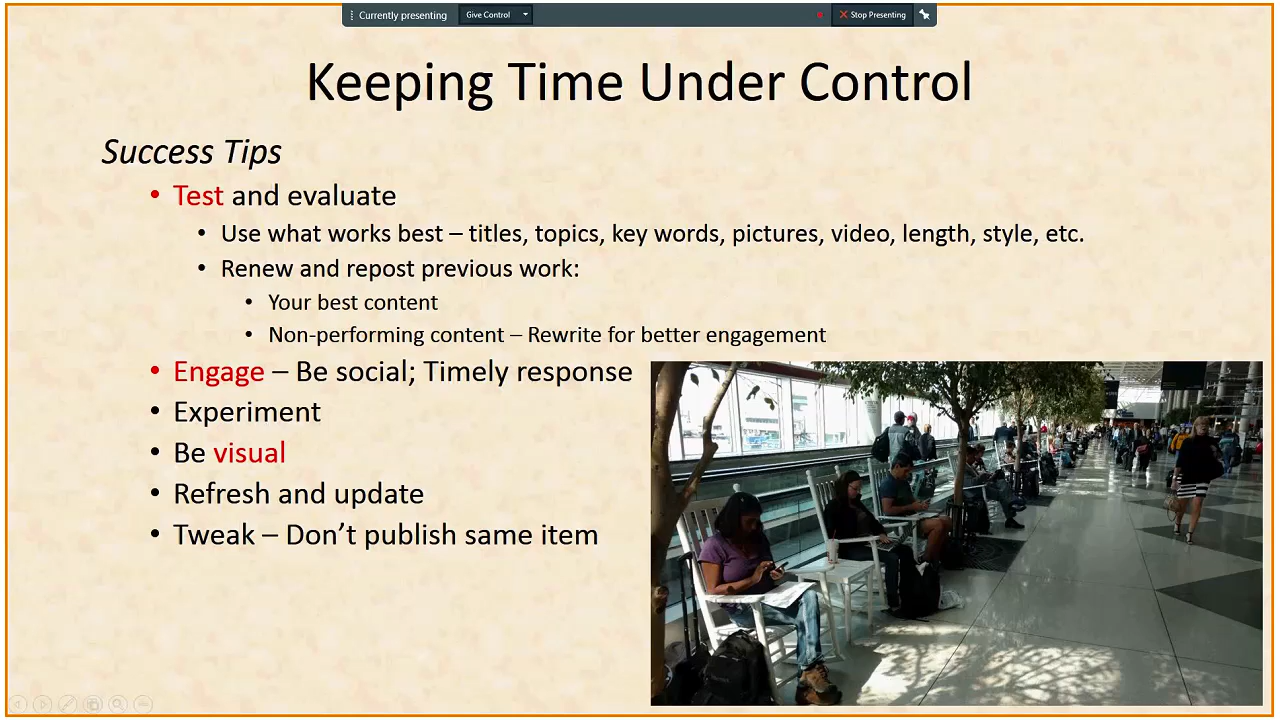 Currently presenting Give Control Stop Presenting
Keeping Time Under Control
Success Tips
• Test and evaluate
• Use what works best – titles, topics, key words, pictures, video, length, style, etc.
• Renew and repost previous work:
• Your best content
• Non-performing content – Rewrite for better engagement
• Engage – Be social; Timely response
• Experiment
• Be visual
• Refresh and update
• Tweak – Don’t publish same item